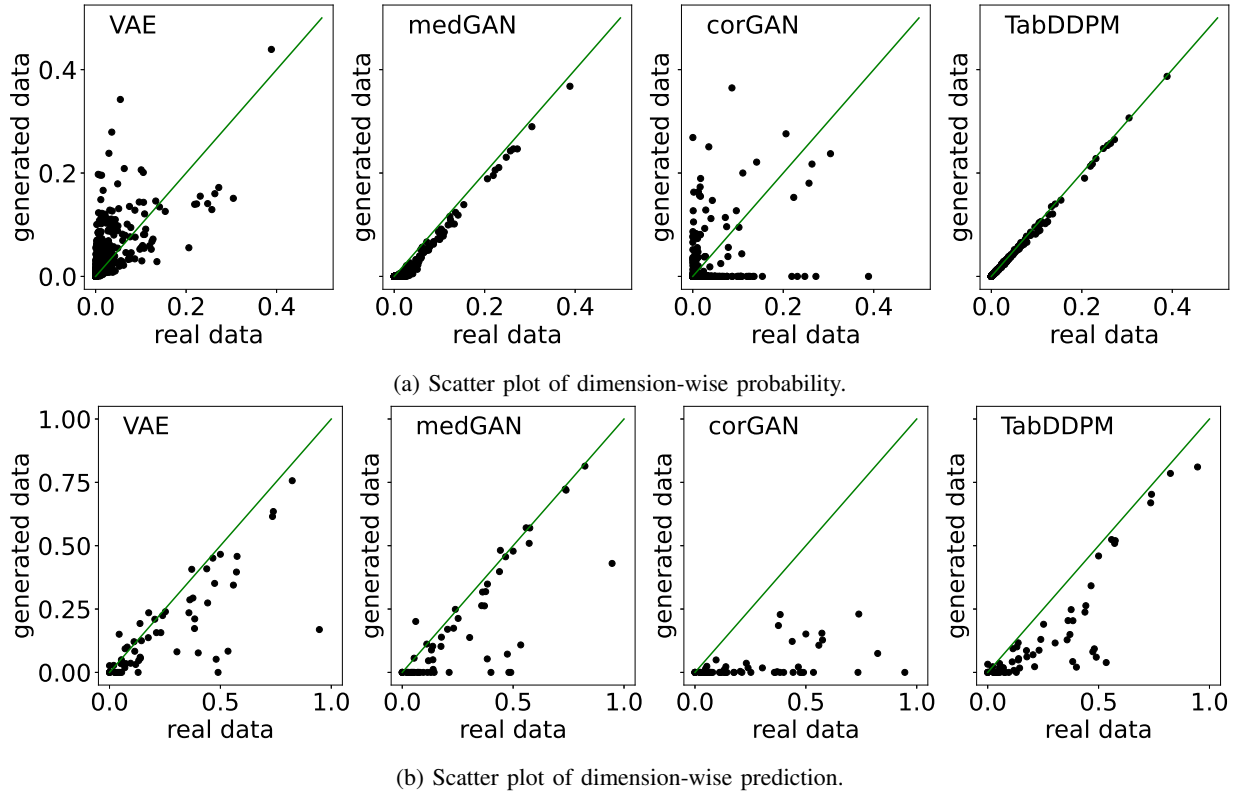 VAE medGAN corGAN TabDDPM
generated data generated data generated data generated data
0.4
0.2
0.0
0.0 0.2 0.4 0.0 0.2 0.4 0.0 0.2 0.4 0.0 0.2 0.4
real data real data real data real data
(a) Scatter plot of dimension-wise probability.
1.00
VAE medGAN corGAN TabDDPM
generated data generated data generated data generated data
0.75
0.50
0.25
0.00
0.0 0.5 1.0 0.0 0.5 1.0 0.0 0.5 1.0 0.0 0.5 1.0
real data real data real data real data
(b) Scatter plot of dimension-wise prediction.